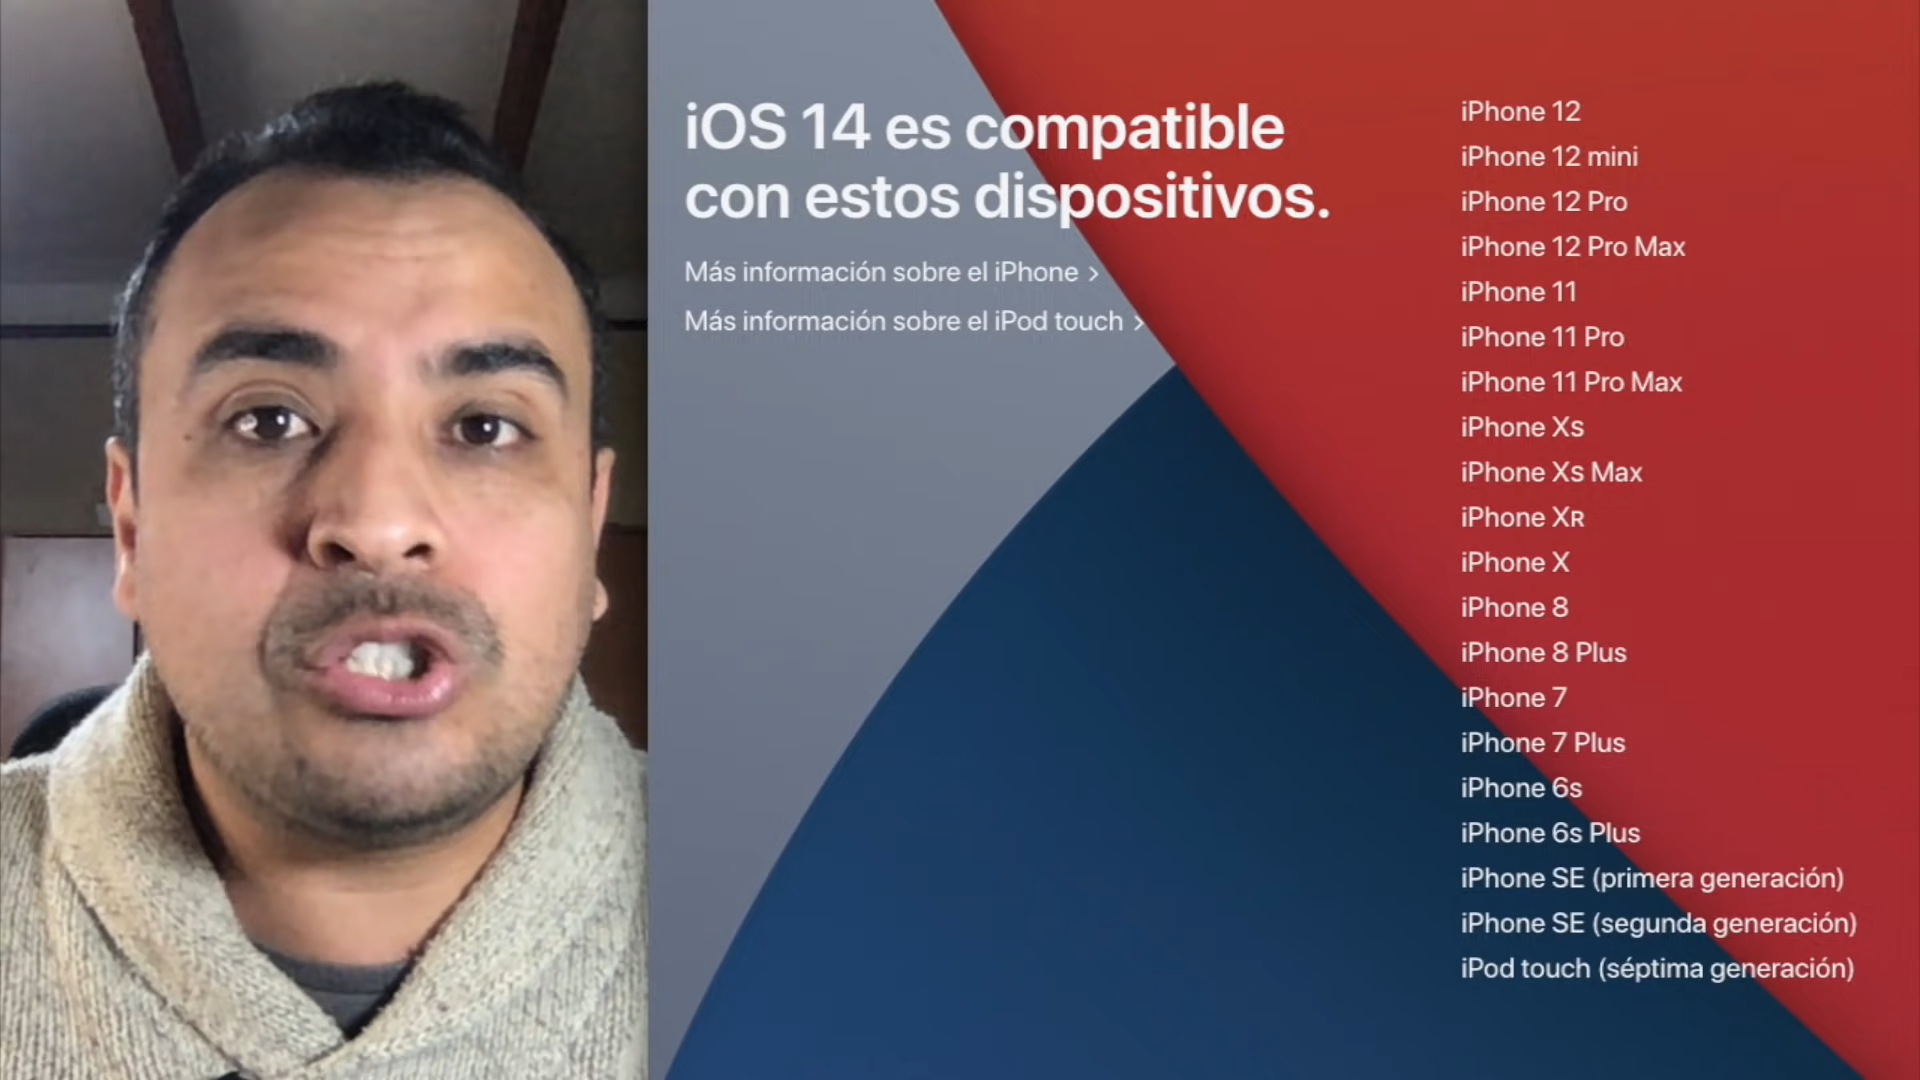 iOS 14 es compatible
con estos dispositivos.
Más información sobre el iPhone >
Más información sobre el iPod touch >
iPhone 12
iPhone 12 mini
iPhone 12 Pro
iPhone 12 Pro Max
iPhone 11
iPhone 11 Pro
iPhone 11 Pro Max
iPhone Xs
iPhone Xs Max
iPhone XR
iPhone X
iPhone 8
iPhone 8 Plus
iPhone 7
iPhone 7 Plus
iPhone 6s
iPhone 6s Plus
iPhone SE (primera generación)
iPhone SE (segunda generación)
iPod touch (séptima generación)